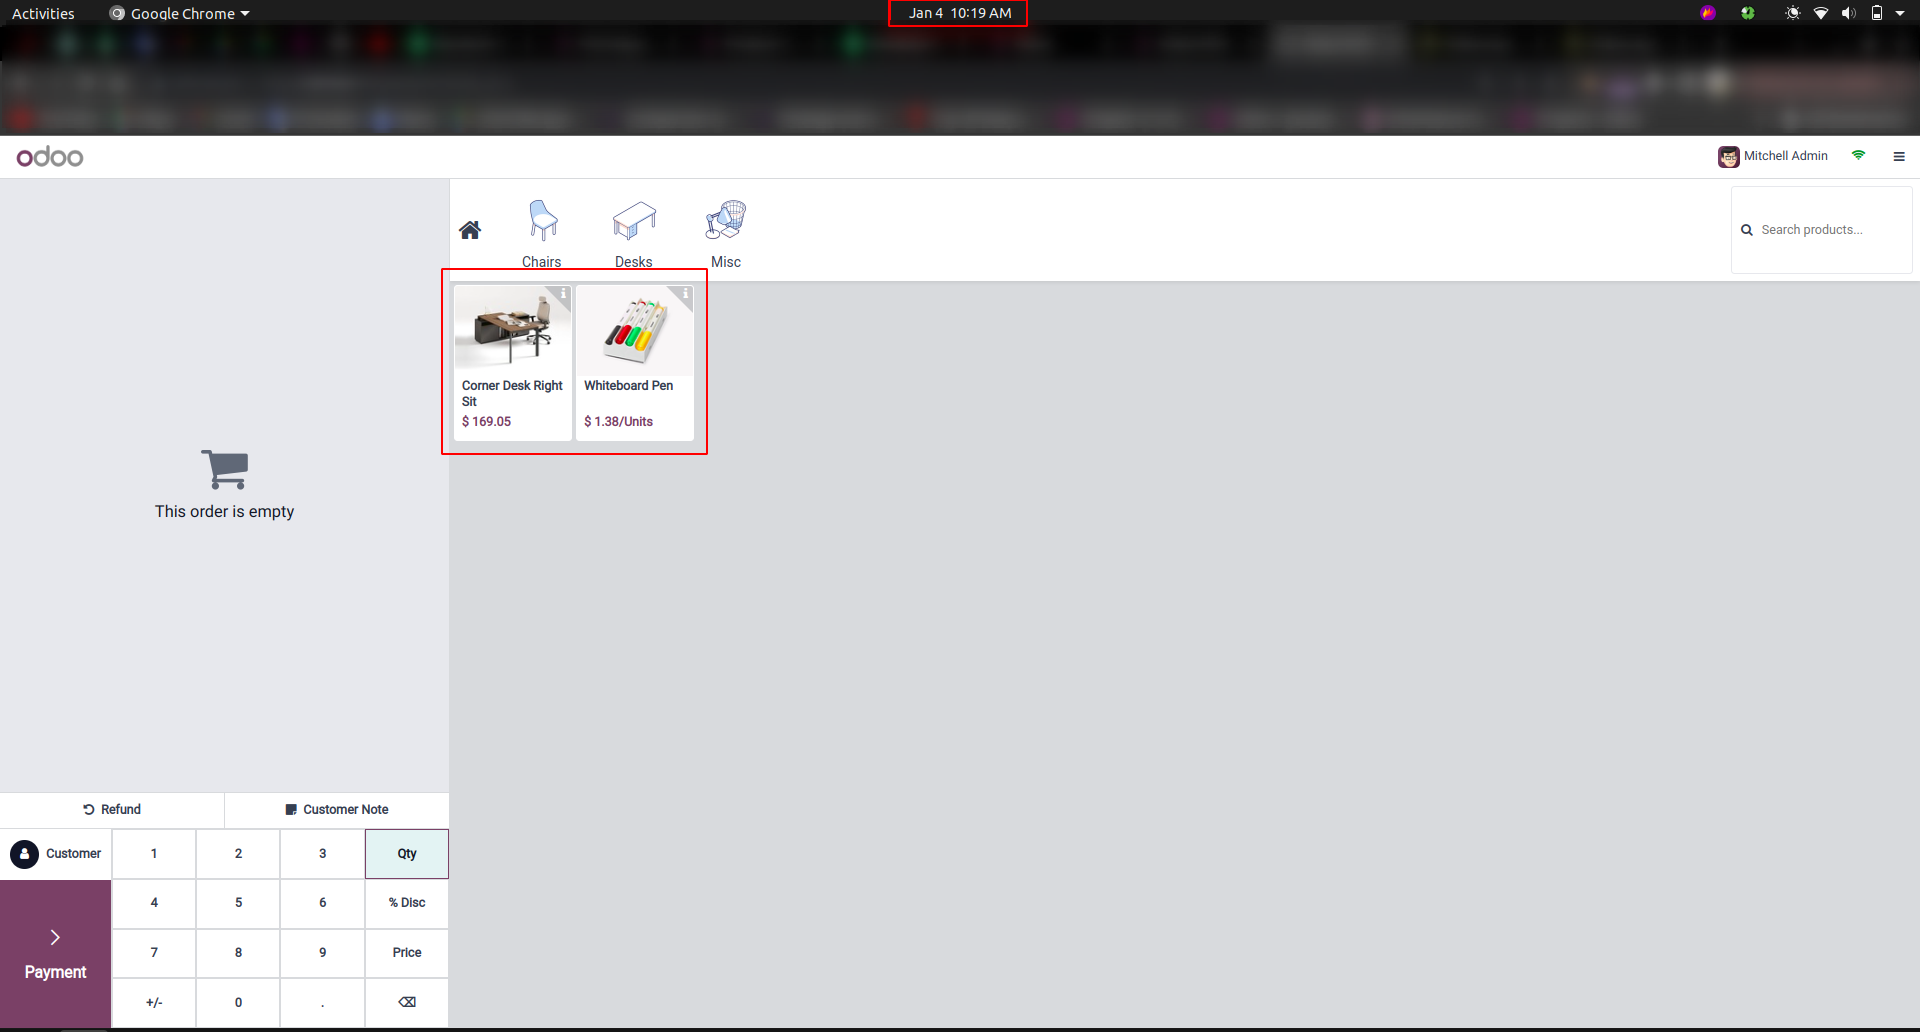 Activities
Google Chrome
Jan 4 10:19 AM
odoo
Mitchell Admin
Chairs
Desks
Misc
Search products...
Corner Desk Right
Sit
$ 169.05
Whiteboard Pen
$ 1.38/Units
This order is empty
Refund
Customer Note
Customer
1
2
3
Qty
4
5
6
% Disc
Payment
7
8
9
Price
+/-
0
.